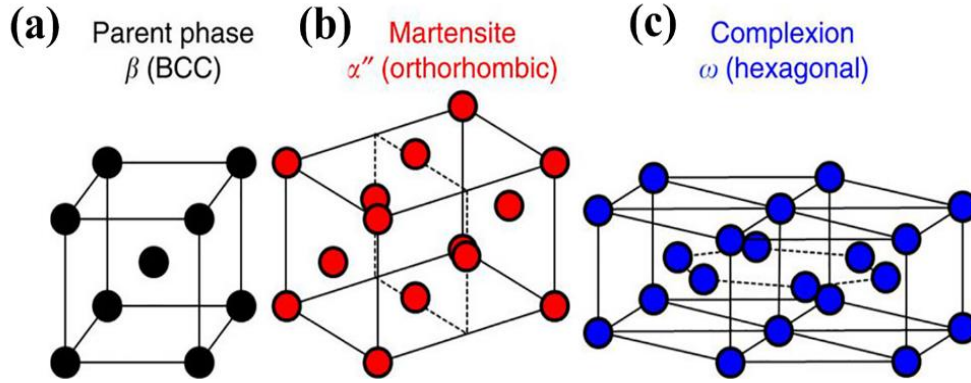 (a) Parent phase
β (BCC)
(b) Martensite
α″ (orthorhombic)
(c) Complexion
ω (hexagonal)